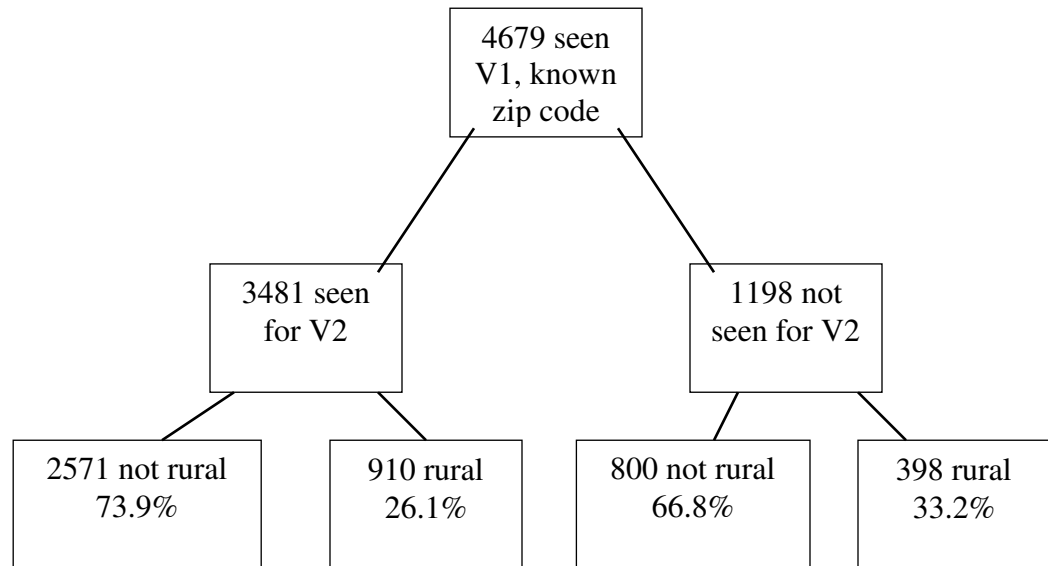 4679 seen
V1, known
zip code
3481 seen
for V2
1198 not
seen for V2
2571 not rural
73.9%
910 rural
26.1%
800 not rural
66.8%
398 rural
33.2%